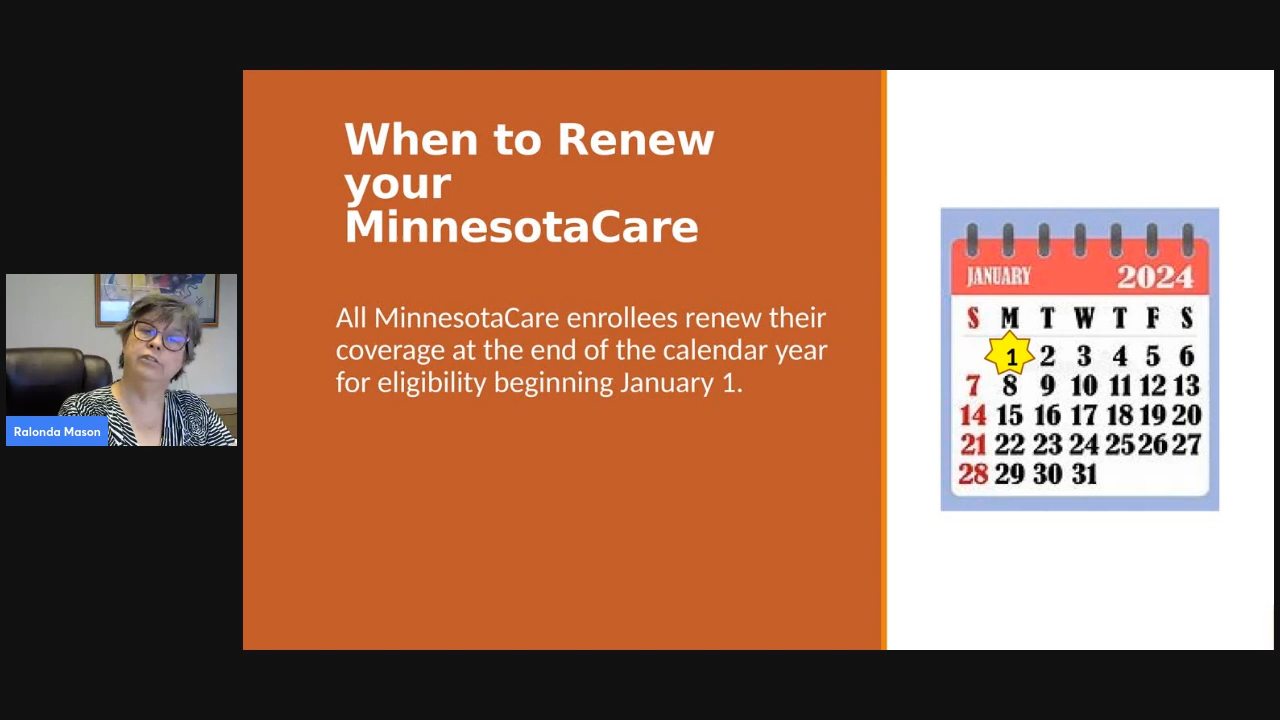 When to Renew
your
MinnesotaCare
All MinnesotaCare enrollees renew their
coverage at the end of the calendar year
for eligibility beginning January 1.
Ralonda Mason
JANUARY 2024
S M T W T F S
1 2 3 4 5 6
7 8 9 10 11 12 13
14 15 16 17 18 19 20
21 22 23 24 25 26 27
28 29 30 31